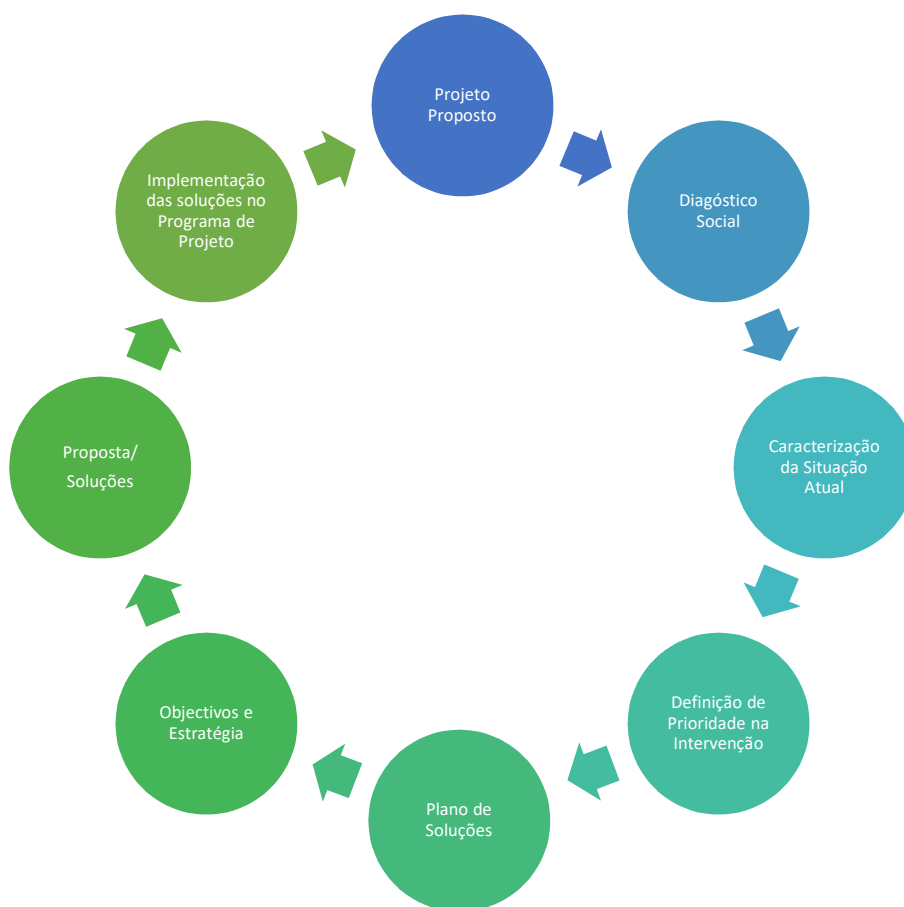 Projeto
Proposto
Diagóstico
Social
Caracterização
da Situação
Atual
Definição de
Prioridade na
Intervenção
Plano de
Soluções
Objectivos e
Estratégia
Proposta/
Soluções
Implementação
das soluções no
Programa de
Projeto